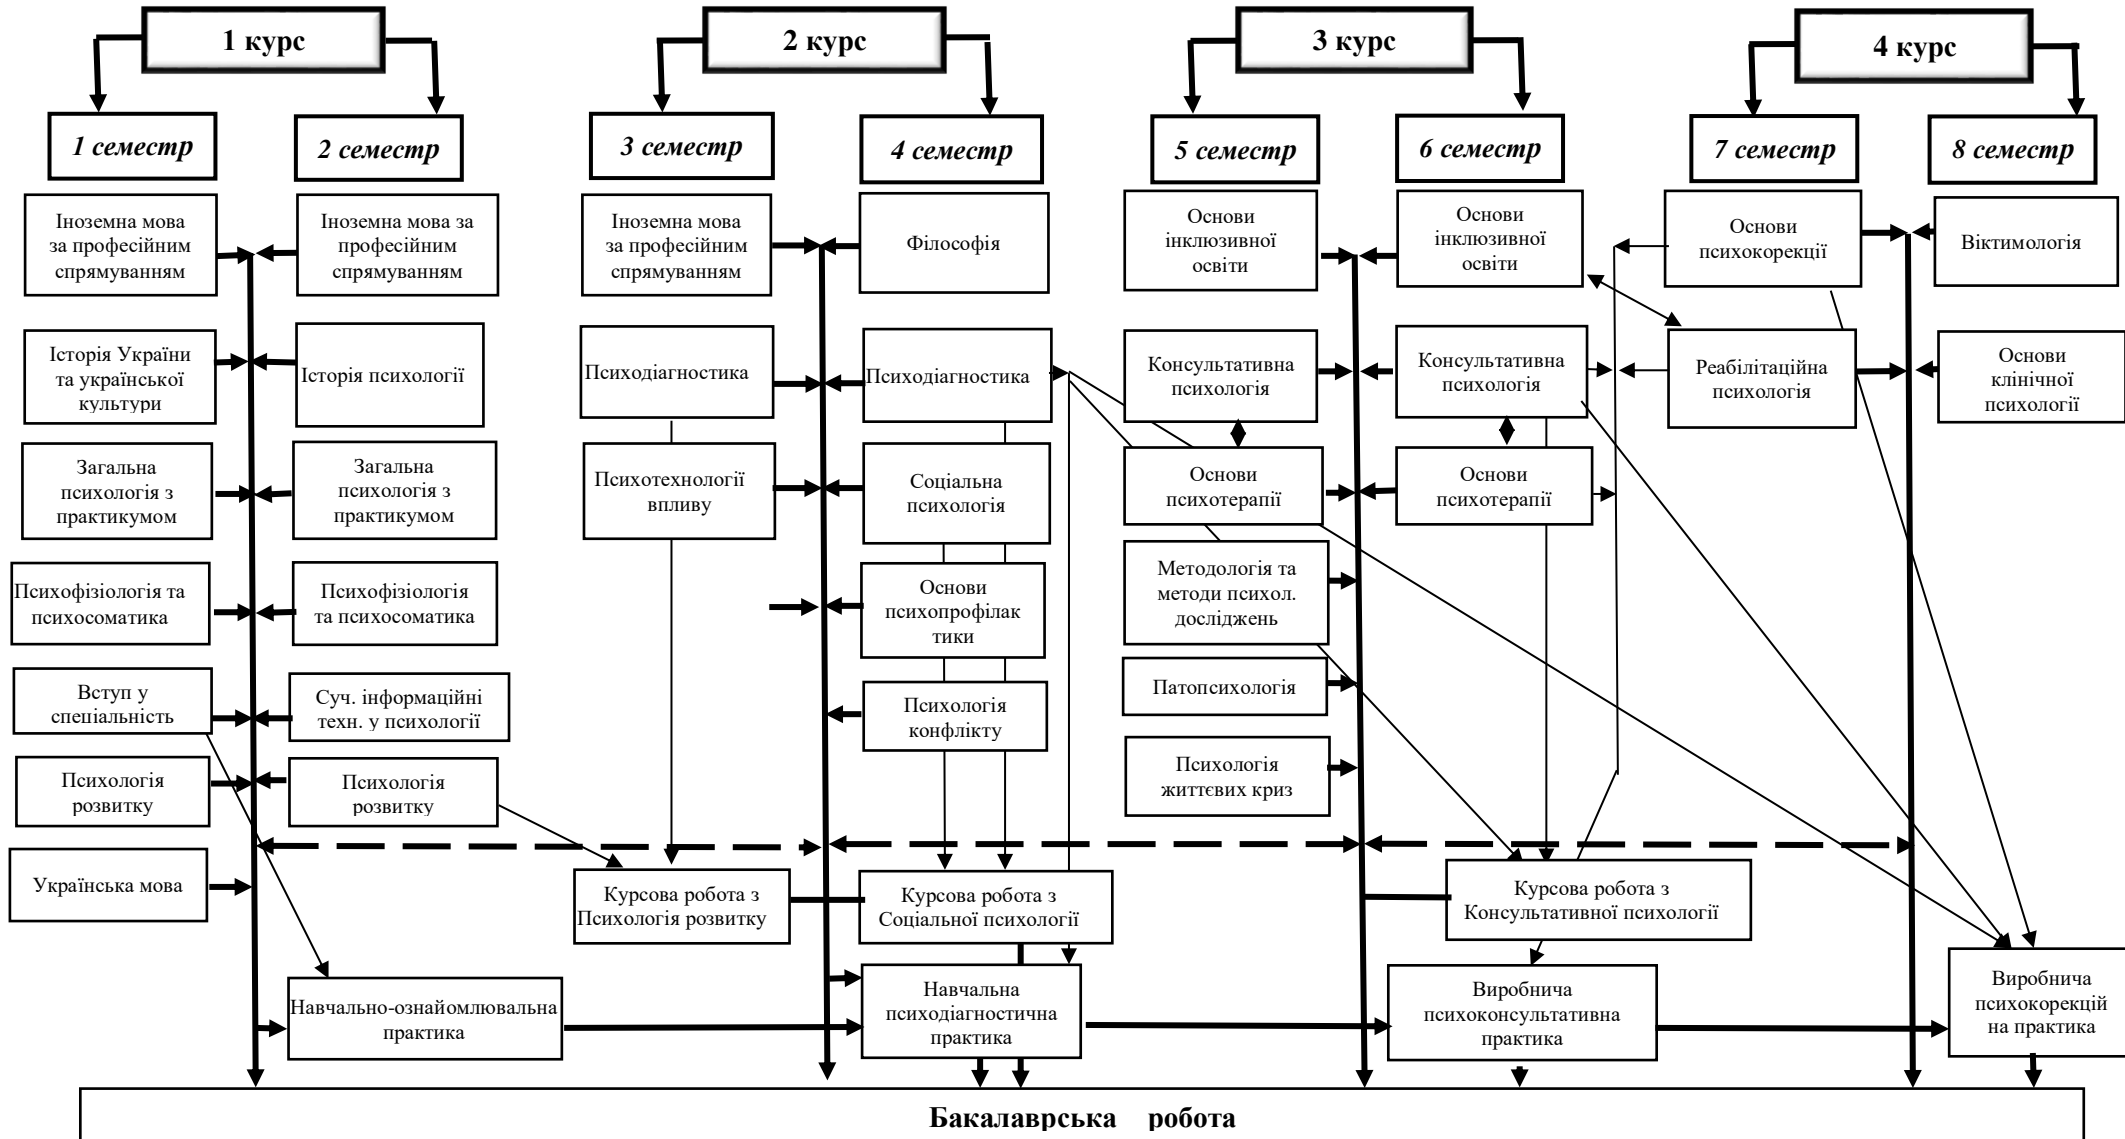 1 курс
2 курс
3 курс
4 курс
1 семестр
2 семестр
3 семестр
4 семестр
5 семестр
6 семестр
7 семестр
8 семестр
Іноземна мова
за професійним
спрямуванням
Іноземна мова за
професійним
спрямуванням
Іноземна мова
за професійним
спрямуванням
Філософія
Основи
інклюзивної
освіти
Основи
інклюзивної
освіти
Основи
психокорекції
Віктимологія
Історія України
та української
культури
Історія психології
Психодіагностика
Психодіагностика
Консультативна
психологія
Консультативна
психологія
Реабілітаційна
психологія
Основи
клінічної
психології
Загальна
психологія з
практикумом
Загальна
психологія з
практикумом
Психотехнології
впливу
Соціальна
психологія
Основи
психотерапії
Основи
психотерапії
Психофізіологія та
психосоматика
Психофізіологія
та психосоматика
Основи
психопрофілак
тики
Методологія та
методи психол.
досліджень
Вступ у
спеціальність
Суч. інформаційні
техн. у психології
Психологія
конфлікту
Патопсихологія
Психологія
розвитку
Психологія
розвитку
Психологія
життєвих криз
Українська мова
Курсова робота з
Психологія розвитку
Курсова робота з
Соціальної психології
Курсова робота з
Консультативної психології
Навчально-ознайомлювальна
практика
Навчальна
психодіагностична
практика
Виробнича
психоконсультативна
практика
Виробнича
психокорекцій
на практика
Бакалаврська робота